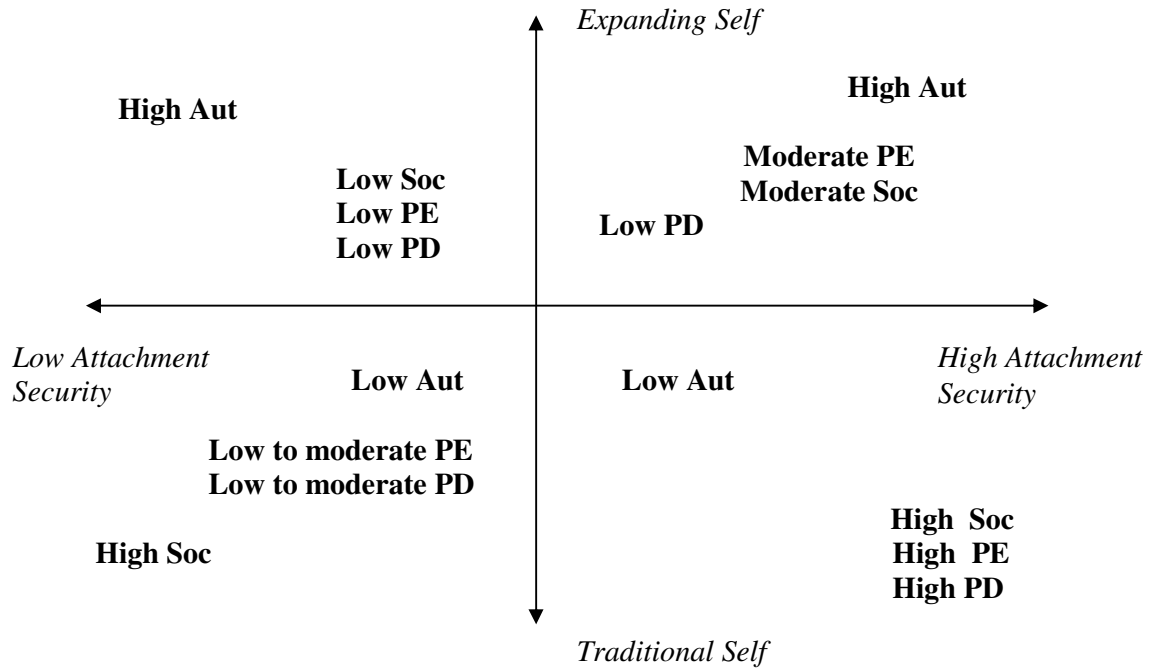 Expanding Self
High Aut
High Aut
Moderate PE
Moderate Soc
Low Soc
Low PE
Low PD
Low PD
Low Attachment
Security
High Attachment
Security
Low Aut
Low Aut
Low to moderate PE
Low to moderate PD
High Soc
High Soc
High PE
High PD
Traditional Self